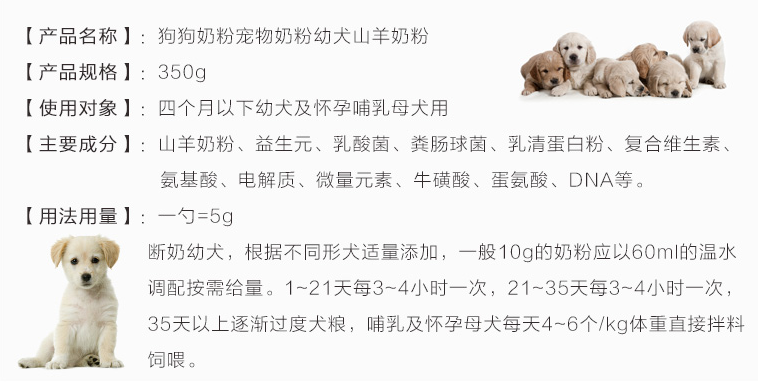 【产品名称】：狗狗奶粉宠物奶粉幼犬山羊奶粉
【产品规格】：350g
【使用对象】：四个月以下幼犬及怀孕哺乳母犬用
【主要成分】：山羊奶粉、益生元、乳酸菌、粪肠球菌、乳清蛋白粉、复合维生素、
氨基酸、电解质、微量元素、牛磺酸、蛋氨酸、DNA等。
【用法用量】：一勺=5g
断奶幼犬，根据不同形犬适量添加，一般10g的奶粉应以60ml的温水
调配按需给量。1~21天每3~4小时一次，21~35天每3~4小时一次，
35天以上逐渐过度犬粮，哺乳及怀孕母犬每天4~6个/kg体重直接拌料
饲喂。